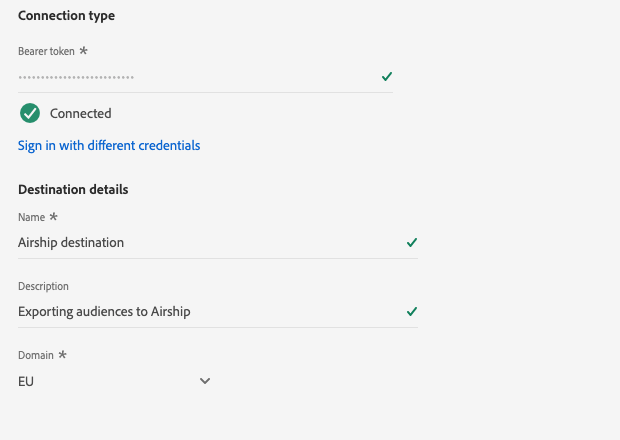 Connection type
Bearer token *
••••••••••••••••••••••••••
Connected
Sign in with different credentials
Destination details
Name *
Airship destination
Description
Exporting audiences to Airship
Domain *
EU